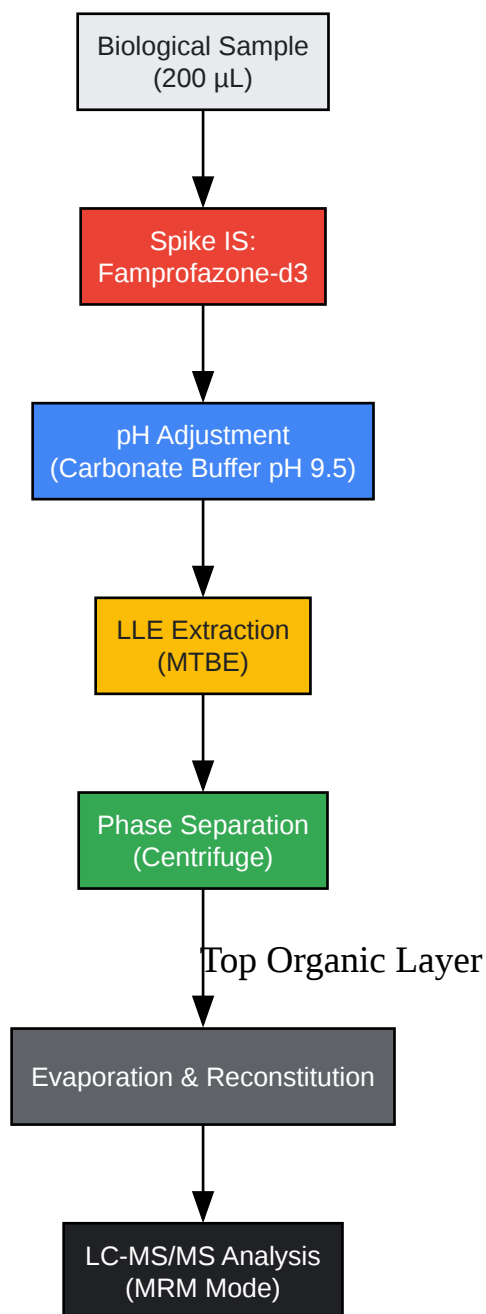 Biological Sample
(200 µL)
Spike IS:
Famprofazone-d3
pH Adjustment
(Carbonate Buffer pH 9.5)
LLE Extraction
(MTBE)
Phase Separation
(Centrifuge)
Top Organic Layer
Evaporation & Reconstitution
LC-MS/MS Analysis
(MRM Mode)